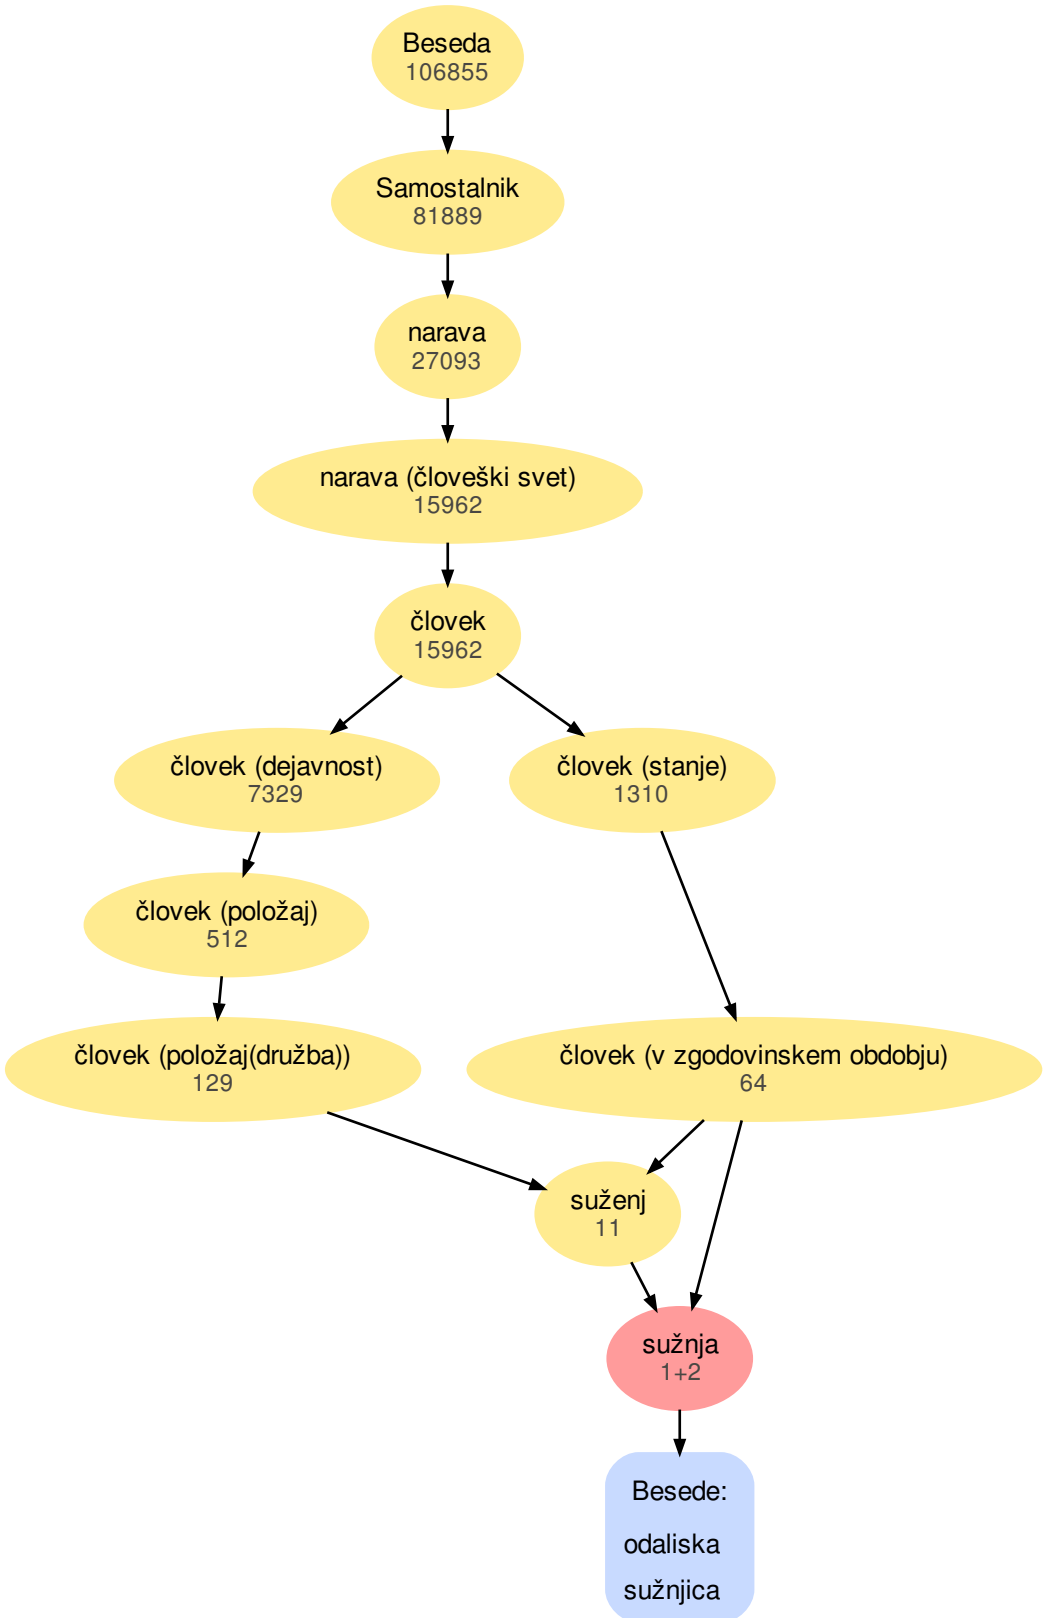 Beseda
106855
Samostalnik
81889
narava
27093
narava (človeški svet)
15962
človek
15962
človek (dejavnost)
7329
človek (stanje)
1310
človek (položaj)
512
človek (položaj(družba))
129
človek (v zgodovinskem obdobju)
64
suženj
11
sužnja
1+2
Besede:
odaliska
sužnjica